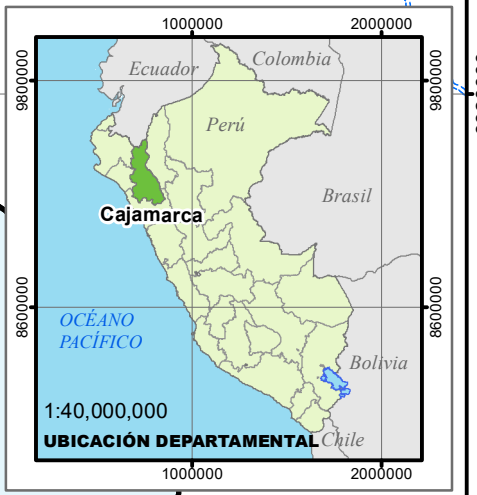 1000000
2000000
Ecuador
Colombia
9800000
9800000
Perú
Brasil
Cajamarca
8600000
8600000
OCÉANO
PACÍFICO
Bolivia
1:40,000,000
UBICACIÓN DEPARTAMENTAL
Chile
1000000
2000000